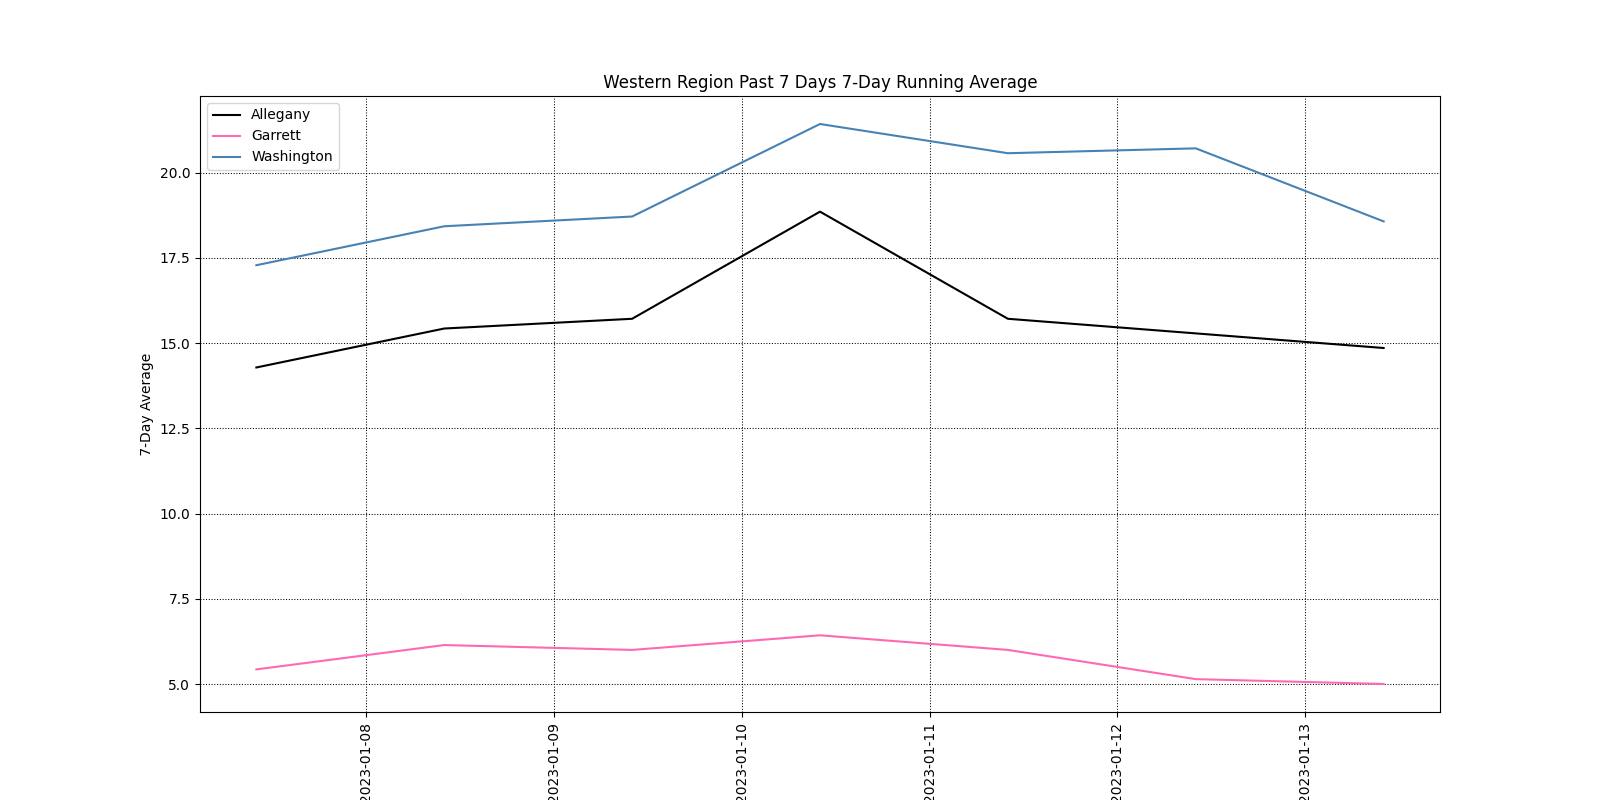 Western Region Past 7 Days 7-Day Running Average
Allegany
Garrett
Washington
20.0
17.5
15.0
12.5
10.0
7.5
5.0
7-Day Average
2023-01-08
2023-01-09
2023-01-10
2023-01-11
2023-01-12
2023-01-13